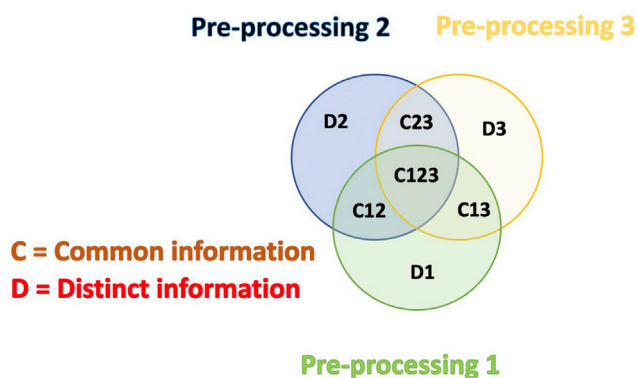 Pre-processing 2
Pre-processing 3
D2
C23
D3
C123
C12
C13
D1
C = Common information
D = Distinct information
Pre-processing 1